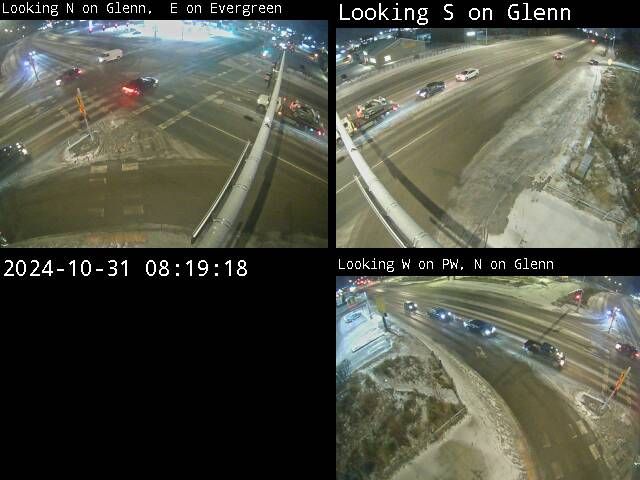 Looking N on Glenn,  E on Evergreen
Looking S on Glenn
2024-10-31 08:19:18
Looking W on PW, N on Glenn